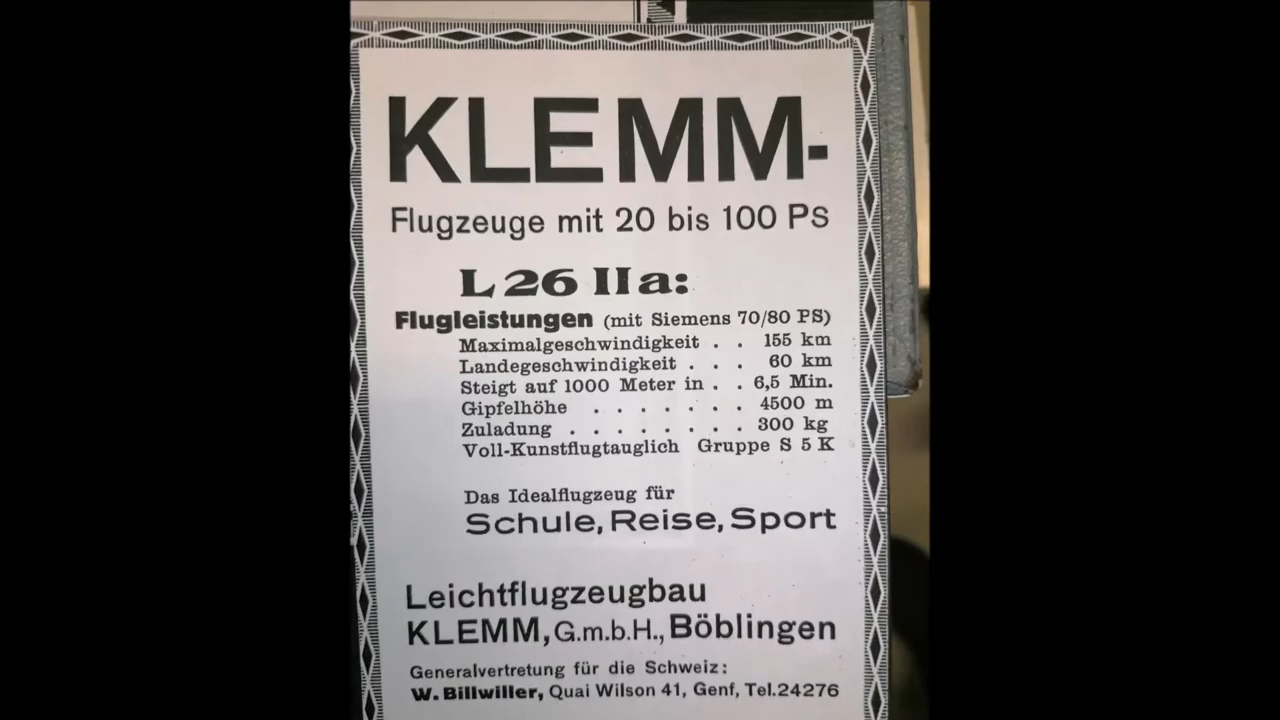 KLEMM-
Flugzeuge mit 20 bis 100 PS
L 26 II a:
Flugleistungen (mit Siemens 70/80 PS)
Maximalgeschwindigkeit . . 155 km
Landegeschwindigkeit . . . 60 km
Steigt auf 1000 Meter in . . 6,5 Min.
Gipfelhöhe . . . . . . . 4500 m
Zuladung . . . . . . . . 300 kg
Voll-Kunstflugtauglich Gruppe S 5 K
Das Idealflugzeug für
Schule, Reise, Sport
Leichtflugzeugbau
KLEMM, G.m.b.H., Böblingen
Generalvertretung für die Schweiz:
W. Billwiller, Quai Wilson 41, Genf, Tel. 24276